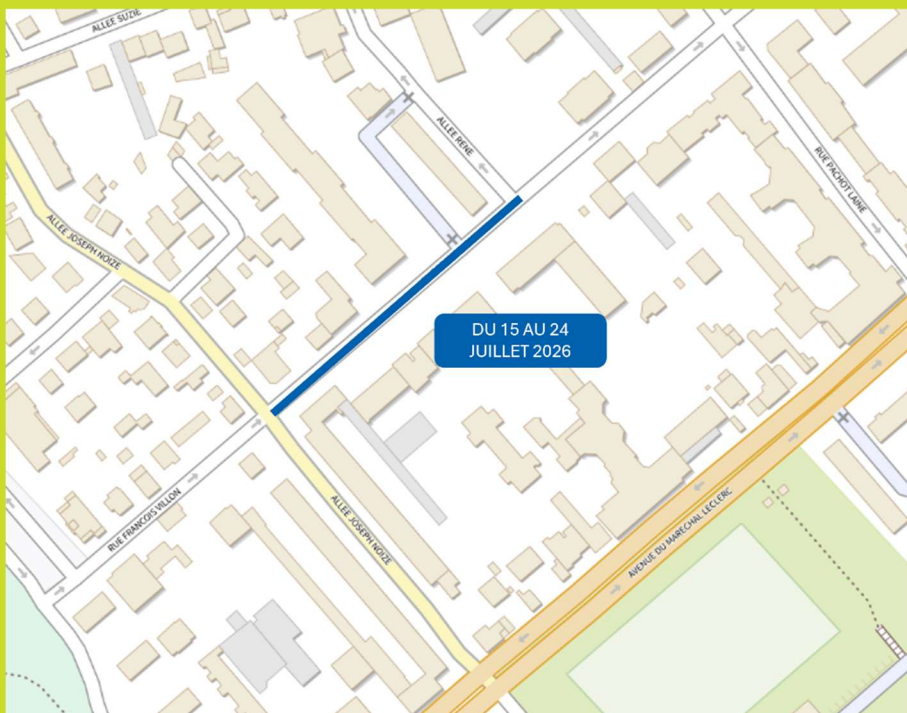 ALLEE SUZIE
ALLEE RENE
RUE PACHOT LAINE
ALLEE JOSEPH NOIZE
DU 15 AU 24
JUILLET 2026
RUE FRANCOIS VILLON
ALLEE JOSEPH NOIZE
AVENUE DU MARECHAL LECLERC